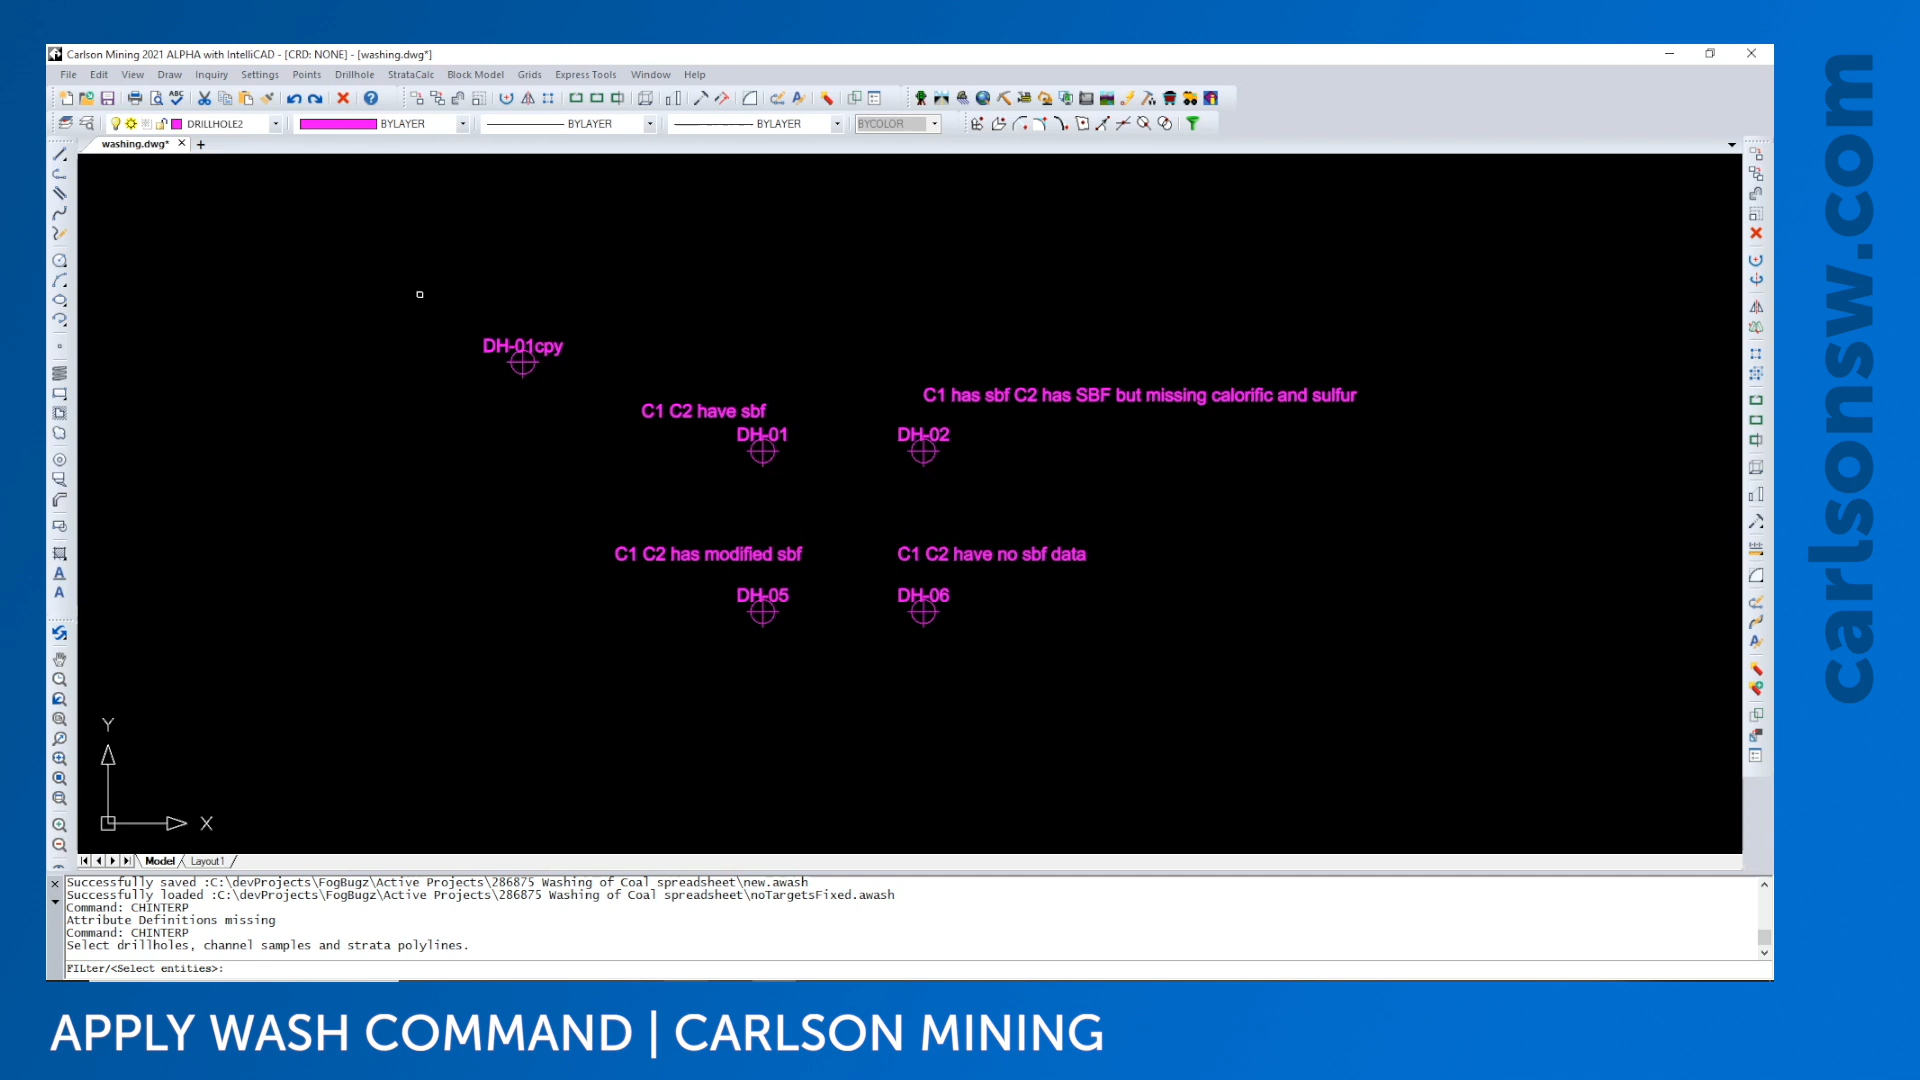 Carlson Mining 2021 ALPHA with IntelliCAD - [CRD: NONE] - [washing.dwg*]
File Edit View Draw Inquiry Settings Points Drillhole StrataCalc Block Model Grids Express Tools Window Help
DRILLHOLE2 BYLAYER BYLAYER BYLAYER BYCOLOR
washing.dwg*
DH-01cpy
C1 has sbf C2 has SBF but missing calorific and sulfur
C1 C2 have sbf
DH-01 DH-02
C1 C2 has modified sbf C1 C2 have no sbf data
DH-05 DH-06
Y
X
Model Layout1
Successfully saved :C:\devProjects\FogBugz\Active Projects\286875 Washing of Coal spreadsheet\new.awash
Successfully loaded :C:\devProjects\FogBugz\Active Projects\286875 Washing of Coal spreadsheet\noTargetsFixed.awash
Command: CHINTERP
Attribute Definitions missing
Command: CHINTERP
Select drillholes, channel samples and strata polylines.
FILter/<Select entities>:
APPLY WASH COMMAND | CARLSON MINING
carlsonsw.com